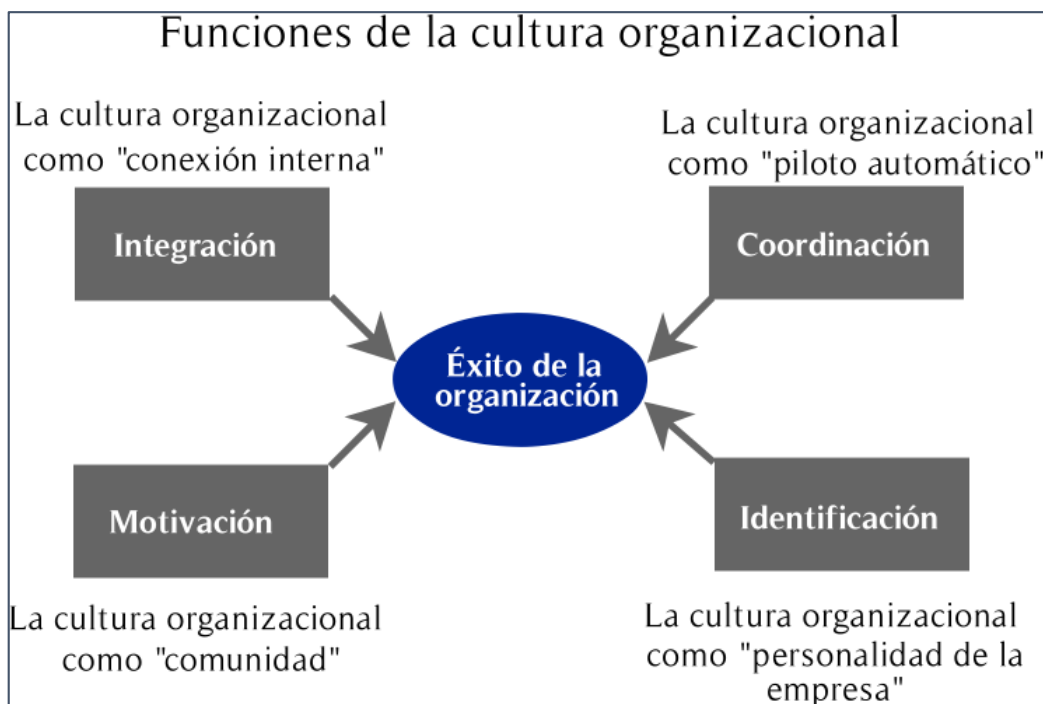 Funciones de la cultura organizacional
La cultura organizacional
como "conexión interna"
La cultura organizacional
como "piloto automático"
Integración
Coordinación
Éxito de la
organización
Motivación
Identificación
La cultura organizacional
como "comunidad"
La cultura organizacional
como "personalidad de la
empresa"